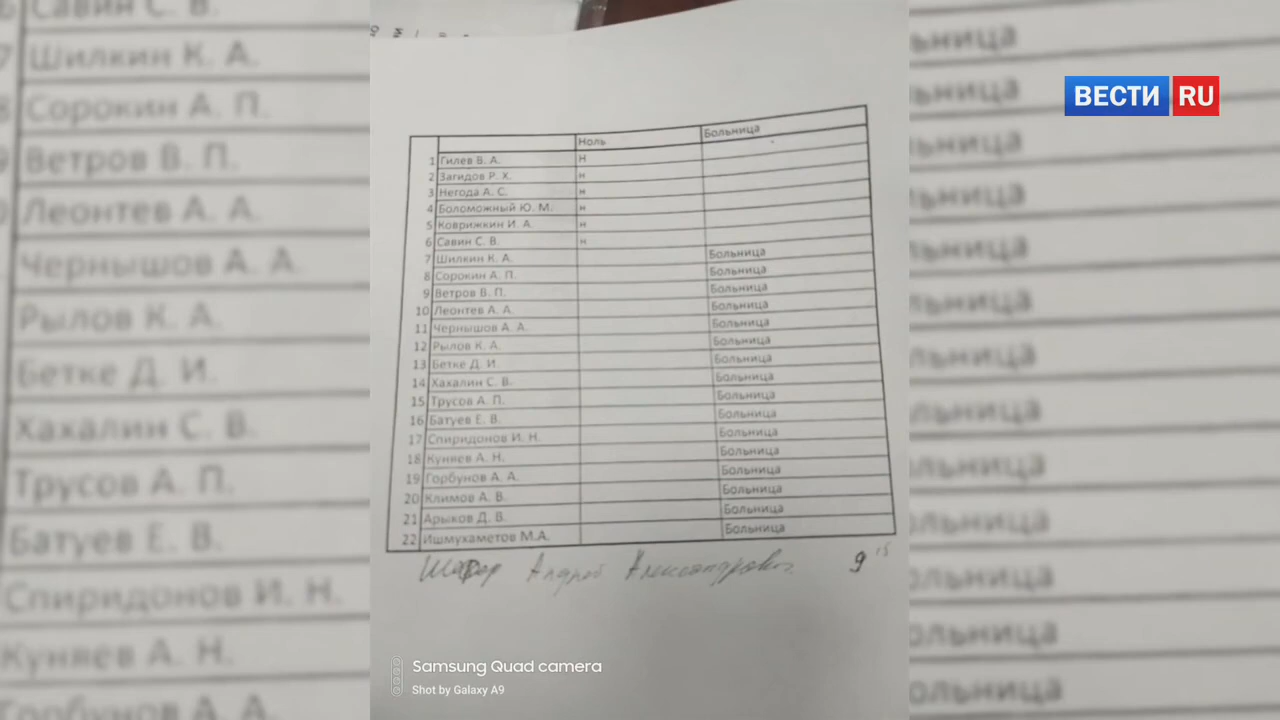 ВЕСТИ RU
Ноль Больница
1 Гилев В. А. Н
2 Загидов Р. Х. н
3 Негода А. С. н
4 Боломожный Ю. М. н
5 Коврижкин И. А. н
6 Савин С. В. н
7 Шилкин К. А. Больница
8 Сорокин А. П. Больница
9 Ветров В. П. Больница
10 Леонтев А. А. Больница
11 Чернышов А. А. Больница
12 Рылов К. А. Больница
13 Бетке Д. И. Больница
14 Хахалин С. В. Больница
15 Трусов А. П. Больница
16 Батуев Е. В. Больница
17 Спиридонов И. Н. Больница
18 Куняев А. Н. Больница
19 Горбунов А. А. Больница
20 Климов А. В. Больница
21 Арыков Д. В. Больница
22 Ишмухаметов М.А. Больница
Андрей Александрович 9 15
Samsung Quad camera
Shot by Galaxy A9